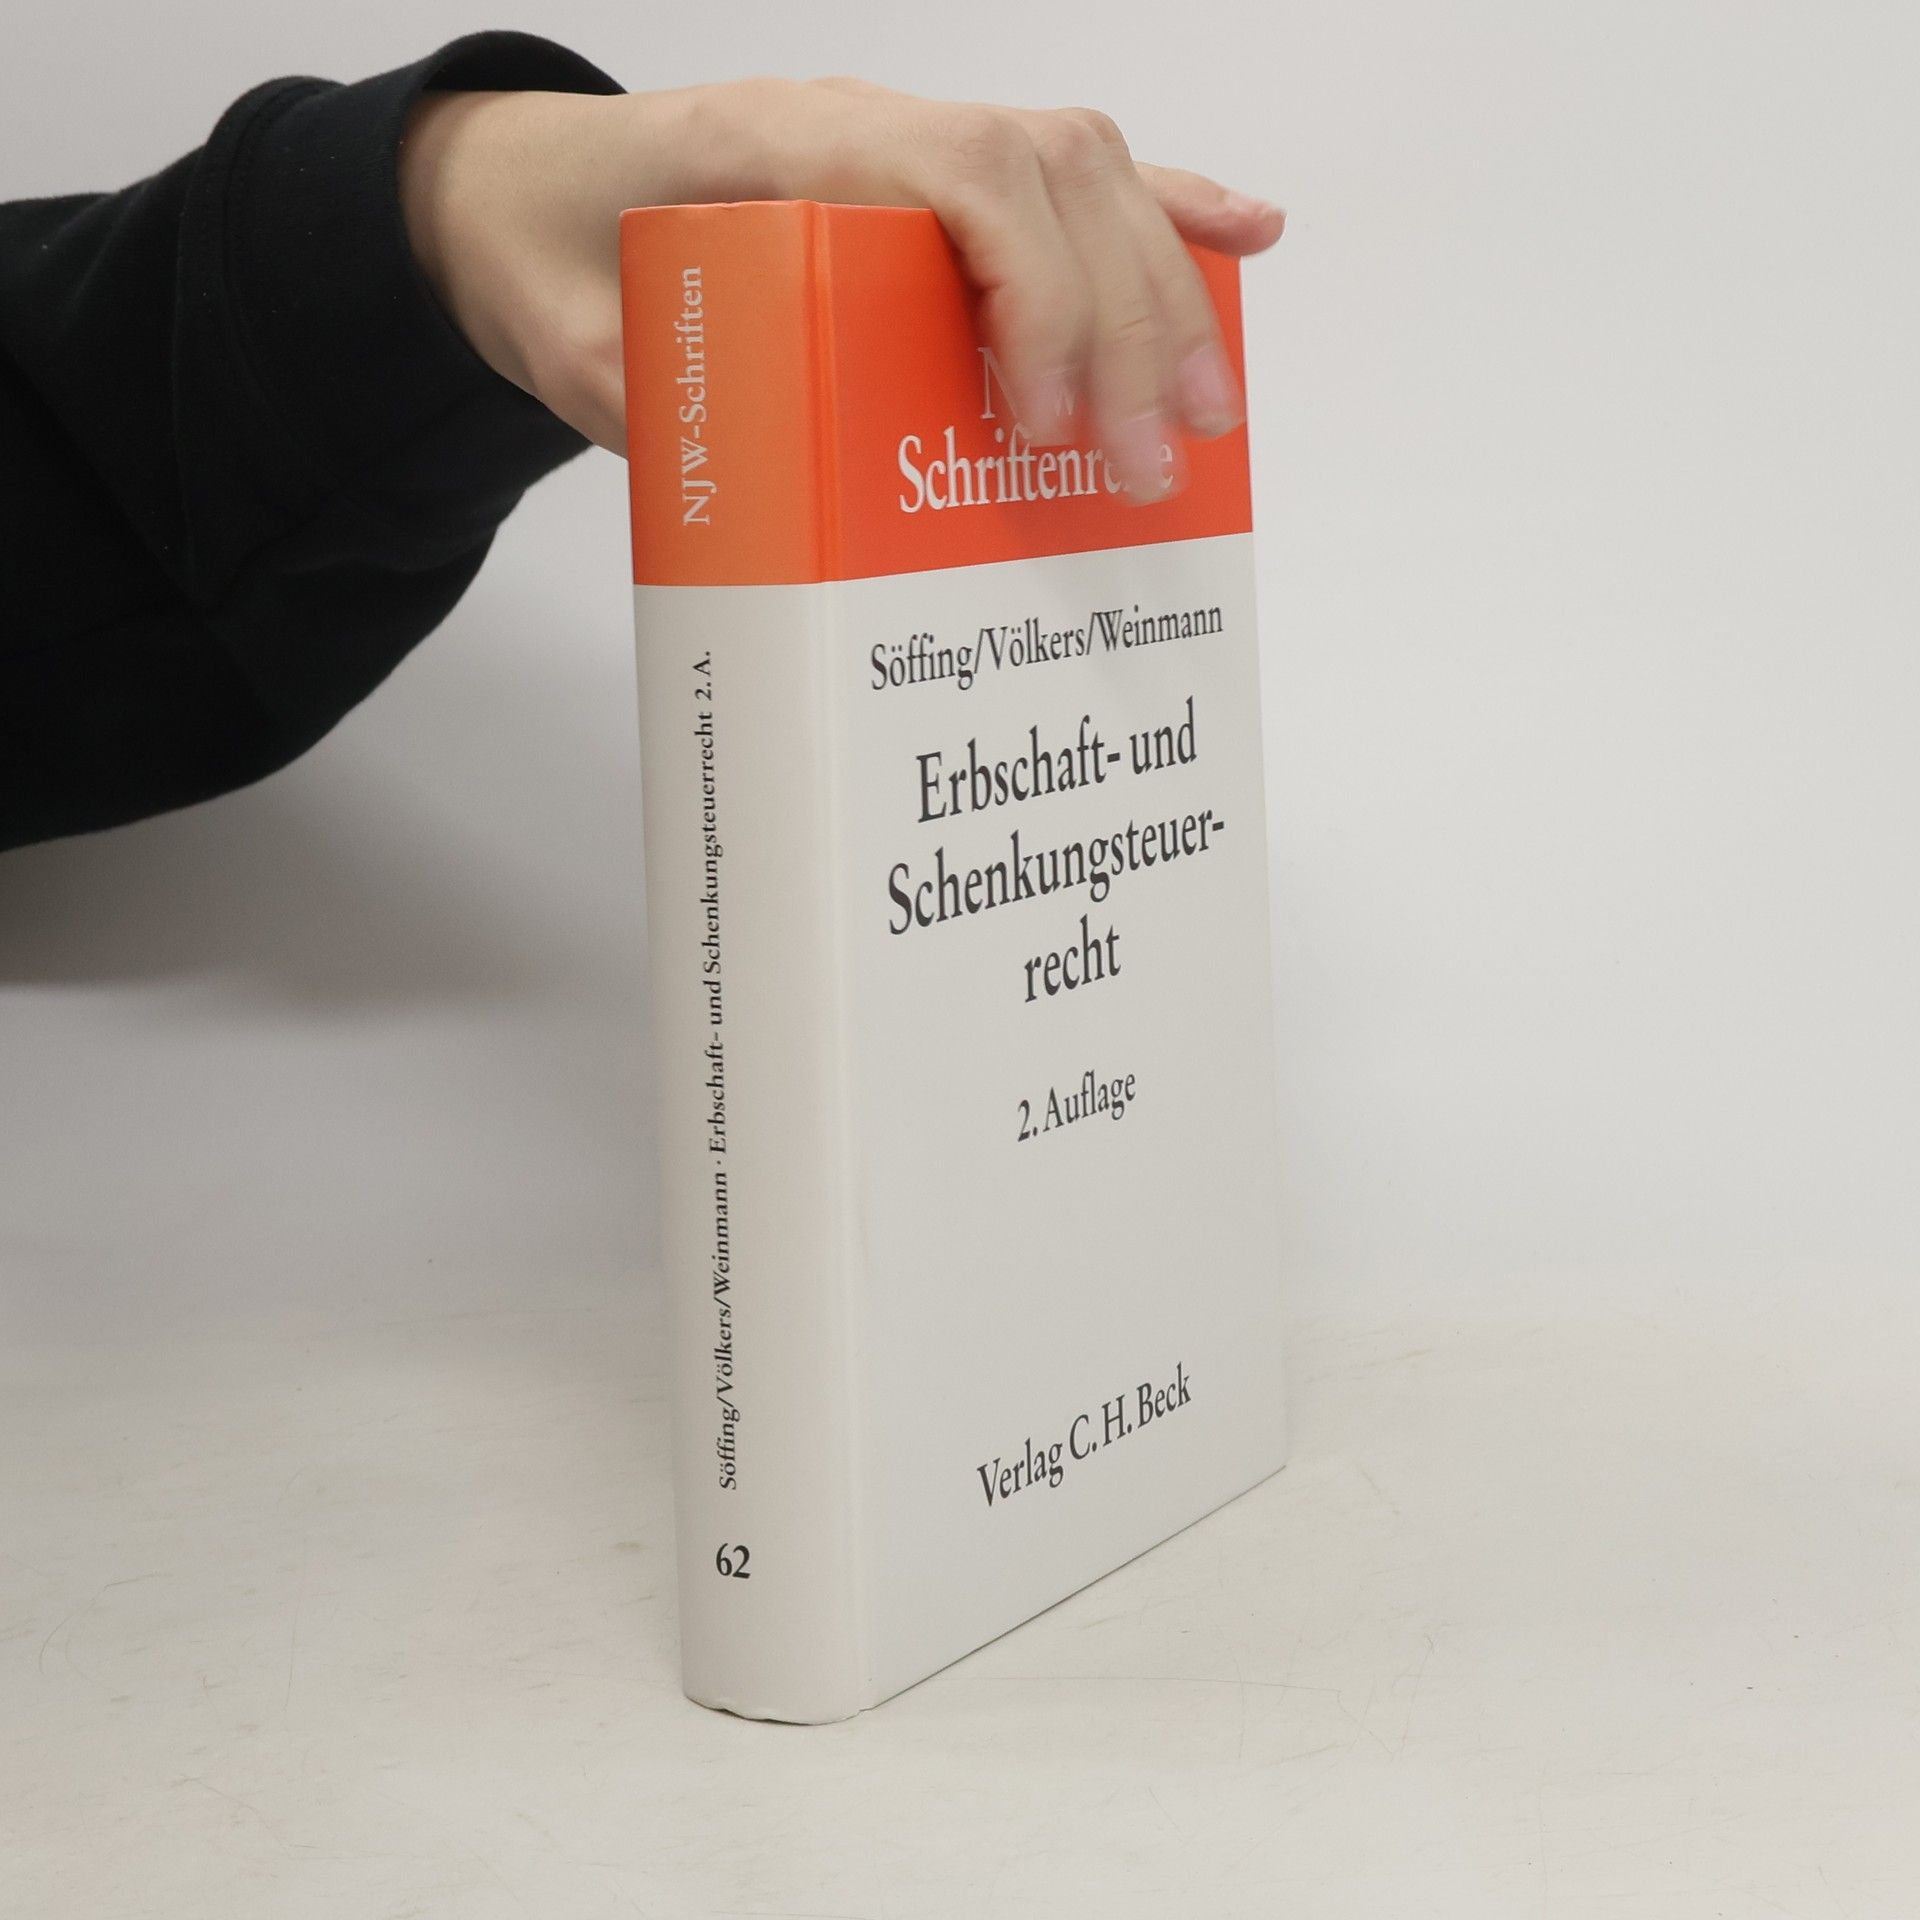 NJW-Schriften
Söffing/Völkers/Weinmann · Erbschaft- und Schenkungsteuerrecht 2. A.
62
Söffing/Völkers/Weinmann
Erbschaft- und
Schenkungsteuer-
recht
2. Auflage
Verlag C. H. Beck